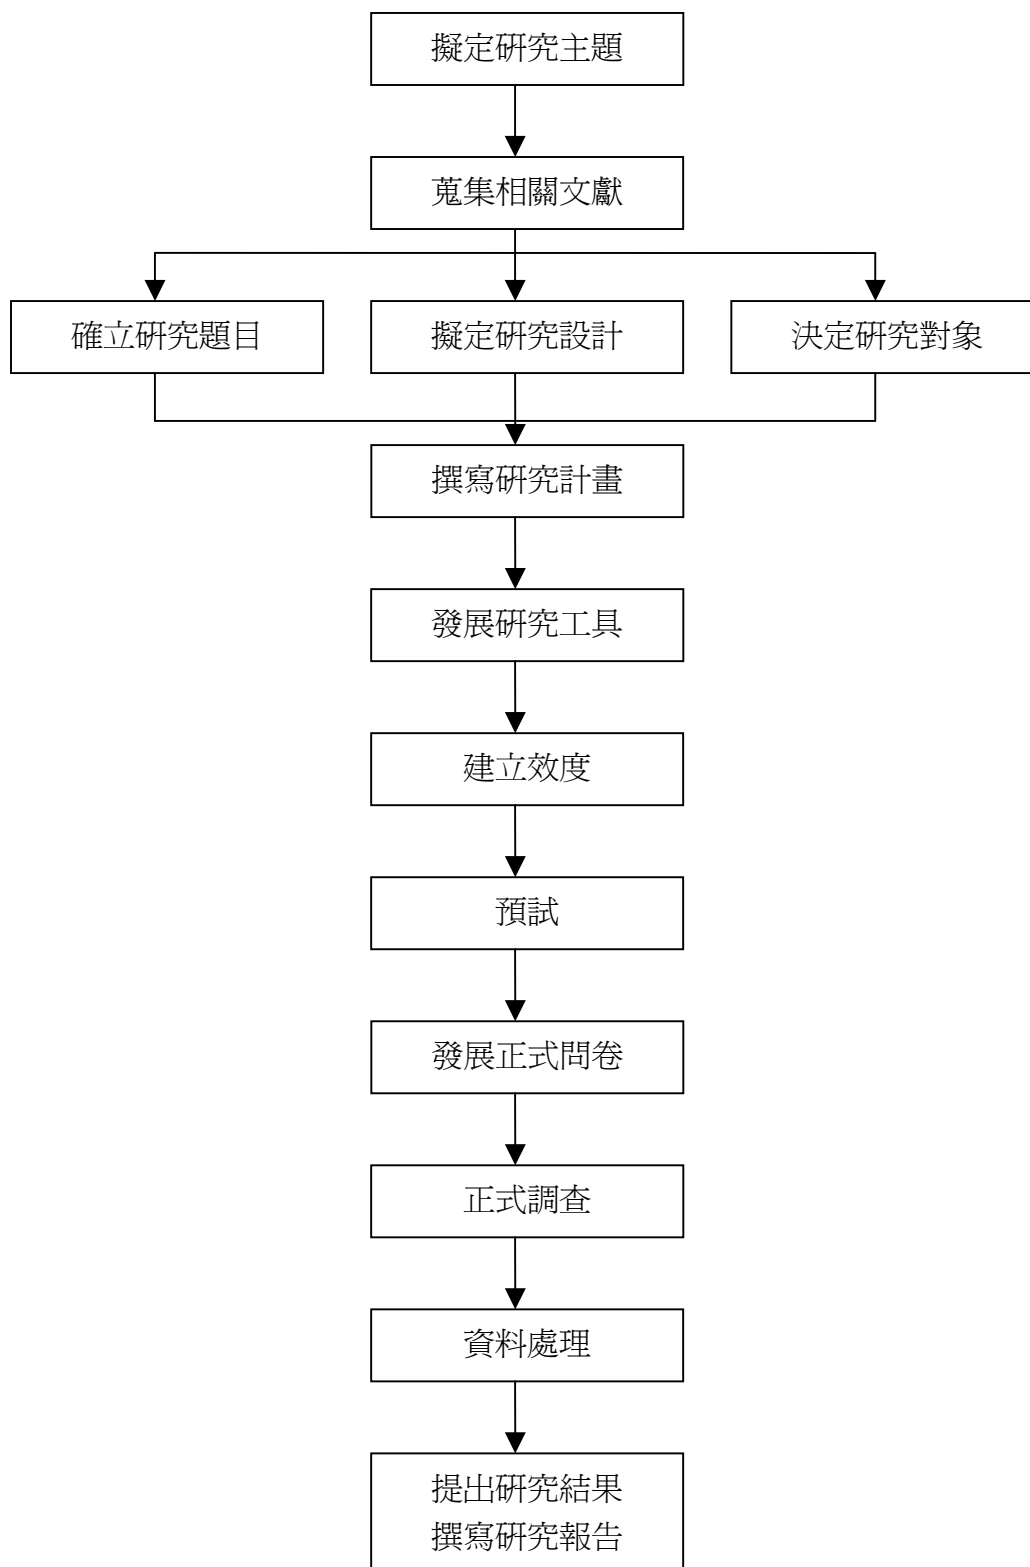 擬定研究主題
蒐集相關文獻
確立研究題目
擬定研究設計
決定研究對象
撰寫研究計畫
發展研究工具
建立效度
預試
發展正式問卷
正式調查
資料處理
提出研究結果
撰寫研究報告